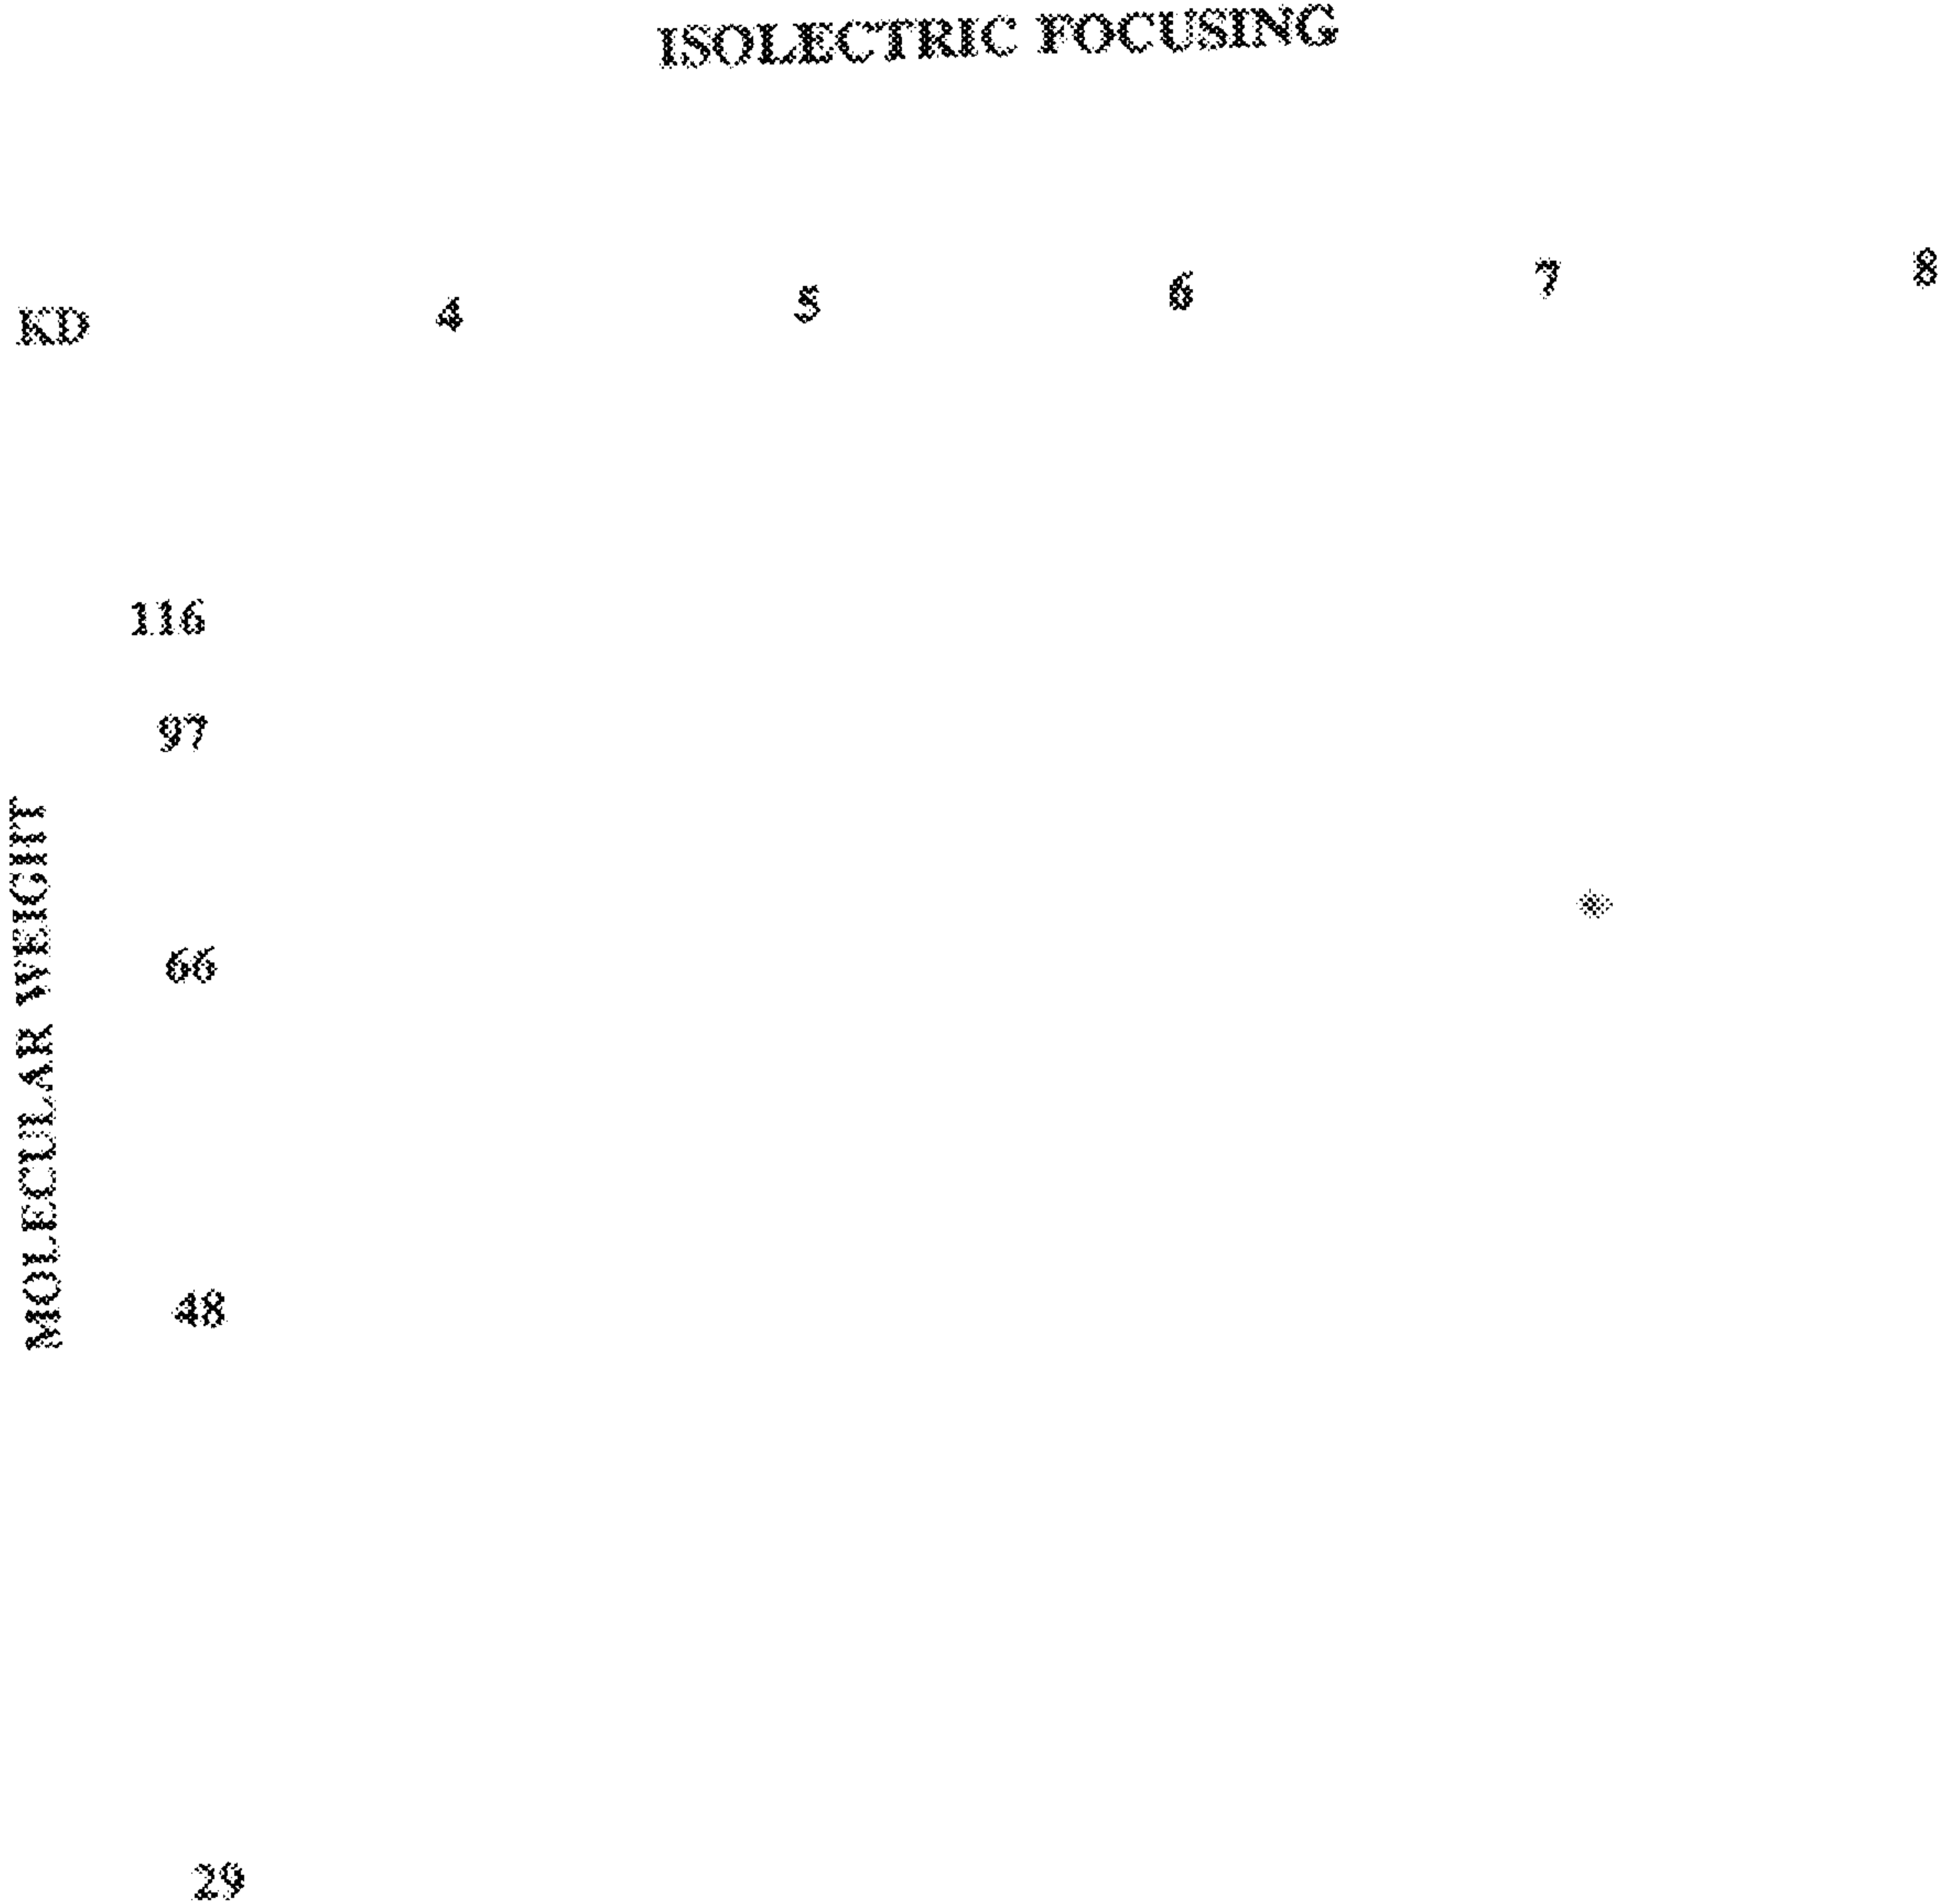 ISOLECTRIC FOCUSING
KD 4 5 6 7 8
116
97
MOLECULAR WEIGHT
66
48
29